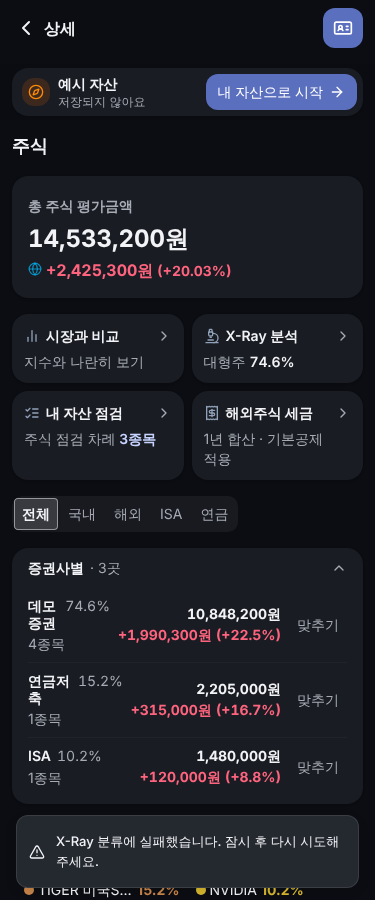 상세
예시 자산
저장되지 않아요
내 자산으로 시작 →
주식
총 주식 평가금액
14,533,200원
+2,425,300원 (+20.03%)
시장과 비교
지수와 나란히 보기
X-Ray 분석
대형주 74.6%
내 자산 점검
주식 점검 차례 3종목
해외주식 세금
1년 합산 · 기본공제
적용
전체 국내 해외 ISA 연금
증권사별 · 3곳
데모 74.6%
증권
4종목
10,848,200원
+1,990,300원 (+22.5%)
맞추기
연금저 15.2%
축
1종목
2,205,000원
+315,000원 (+16.7%)
맞추기
ISA 10.2%
1종목
1,480,000원
+120,000원 (+8.8%)
맞추기
X-Ray 분류에 실패했습니다. 잠시 후 다시 시도해
주세요.
TIGER 미국S... 15.2% NVIDIA 10.2%